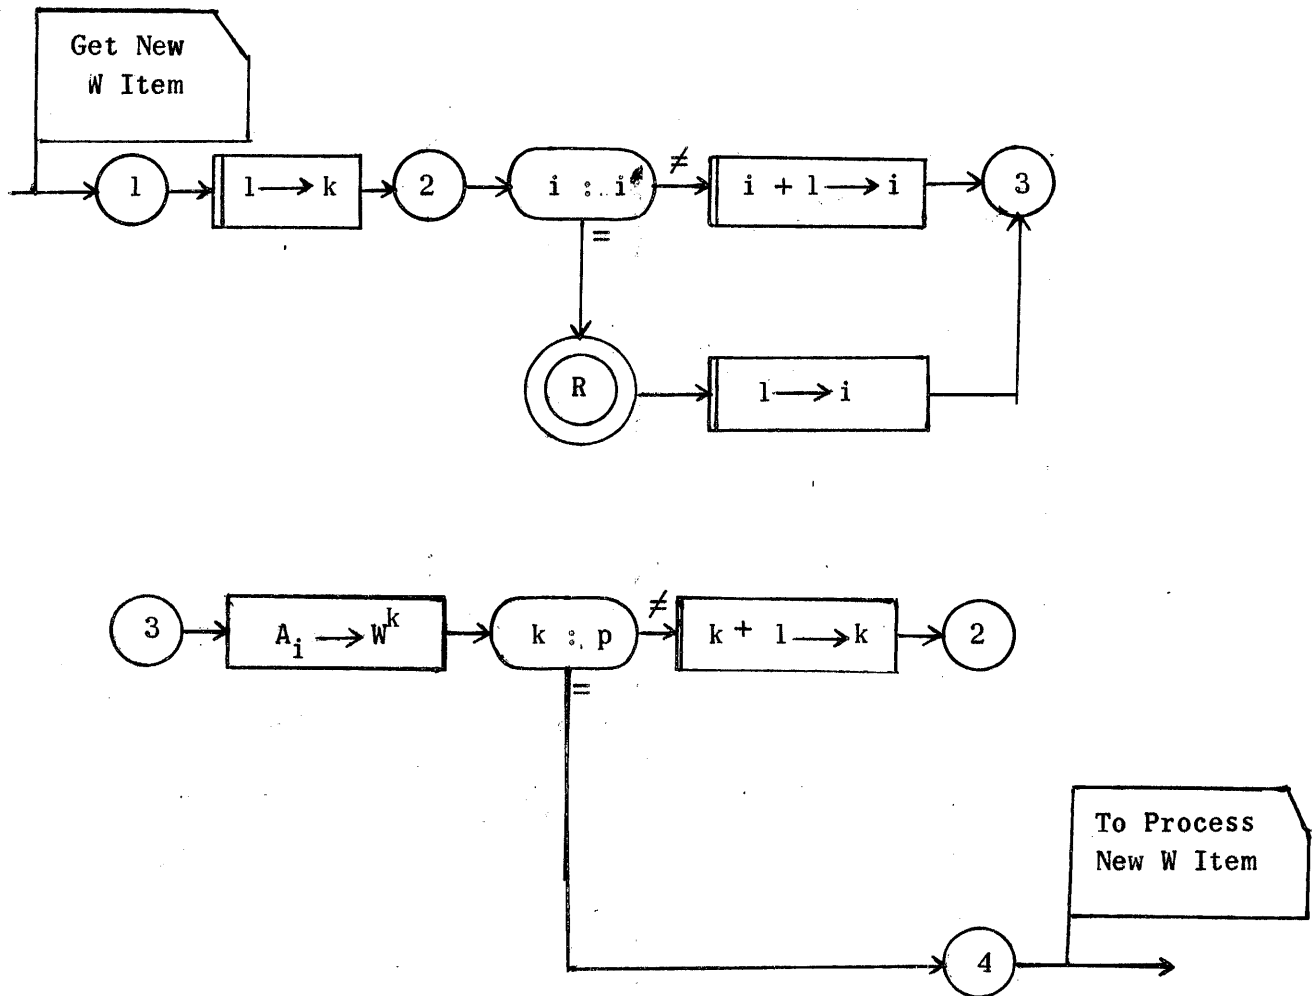 Get New
W Item
1
1 → k
2
i : i
≠
i + 1 → i
3
=
R
1 → i
3
A_i → W^k
k : p
≠
k + 1 → k
2
=
To Process
New W Item
4